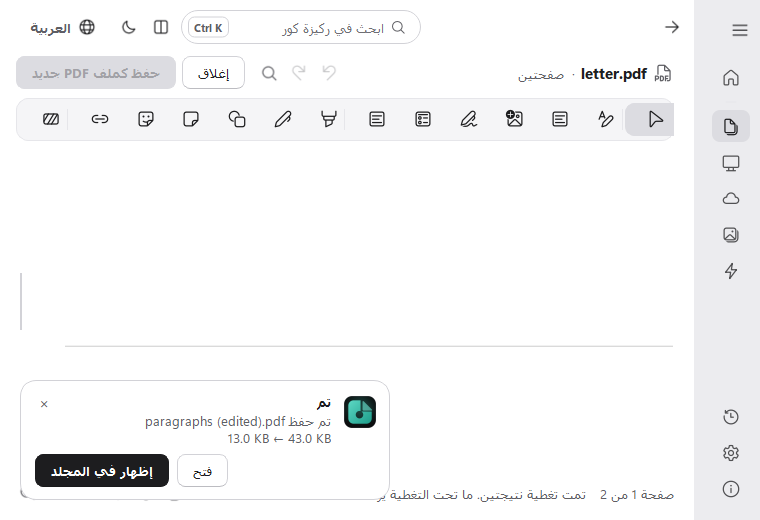 ابحث في ركيزة كور
Ctrl K
العربية
letter.pdf · صفحتين
إغلاق
حفظ كملف PDF جديد
تم
تم حفظ paragraphs (edited).pdf
13.0 KB ← 43.0 KB
فتح
إظهار في المجلد
صفحة 1 من 2
تمت تغطية نتيجتين. ما تحت التغطية